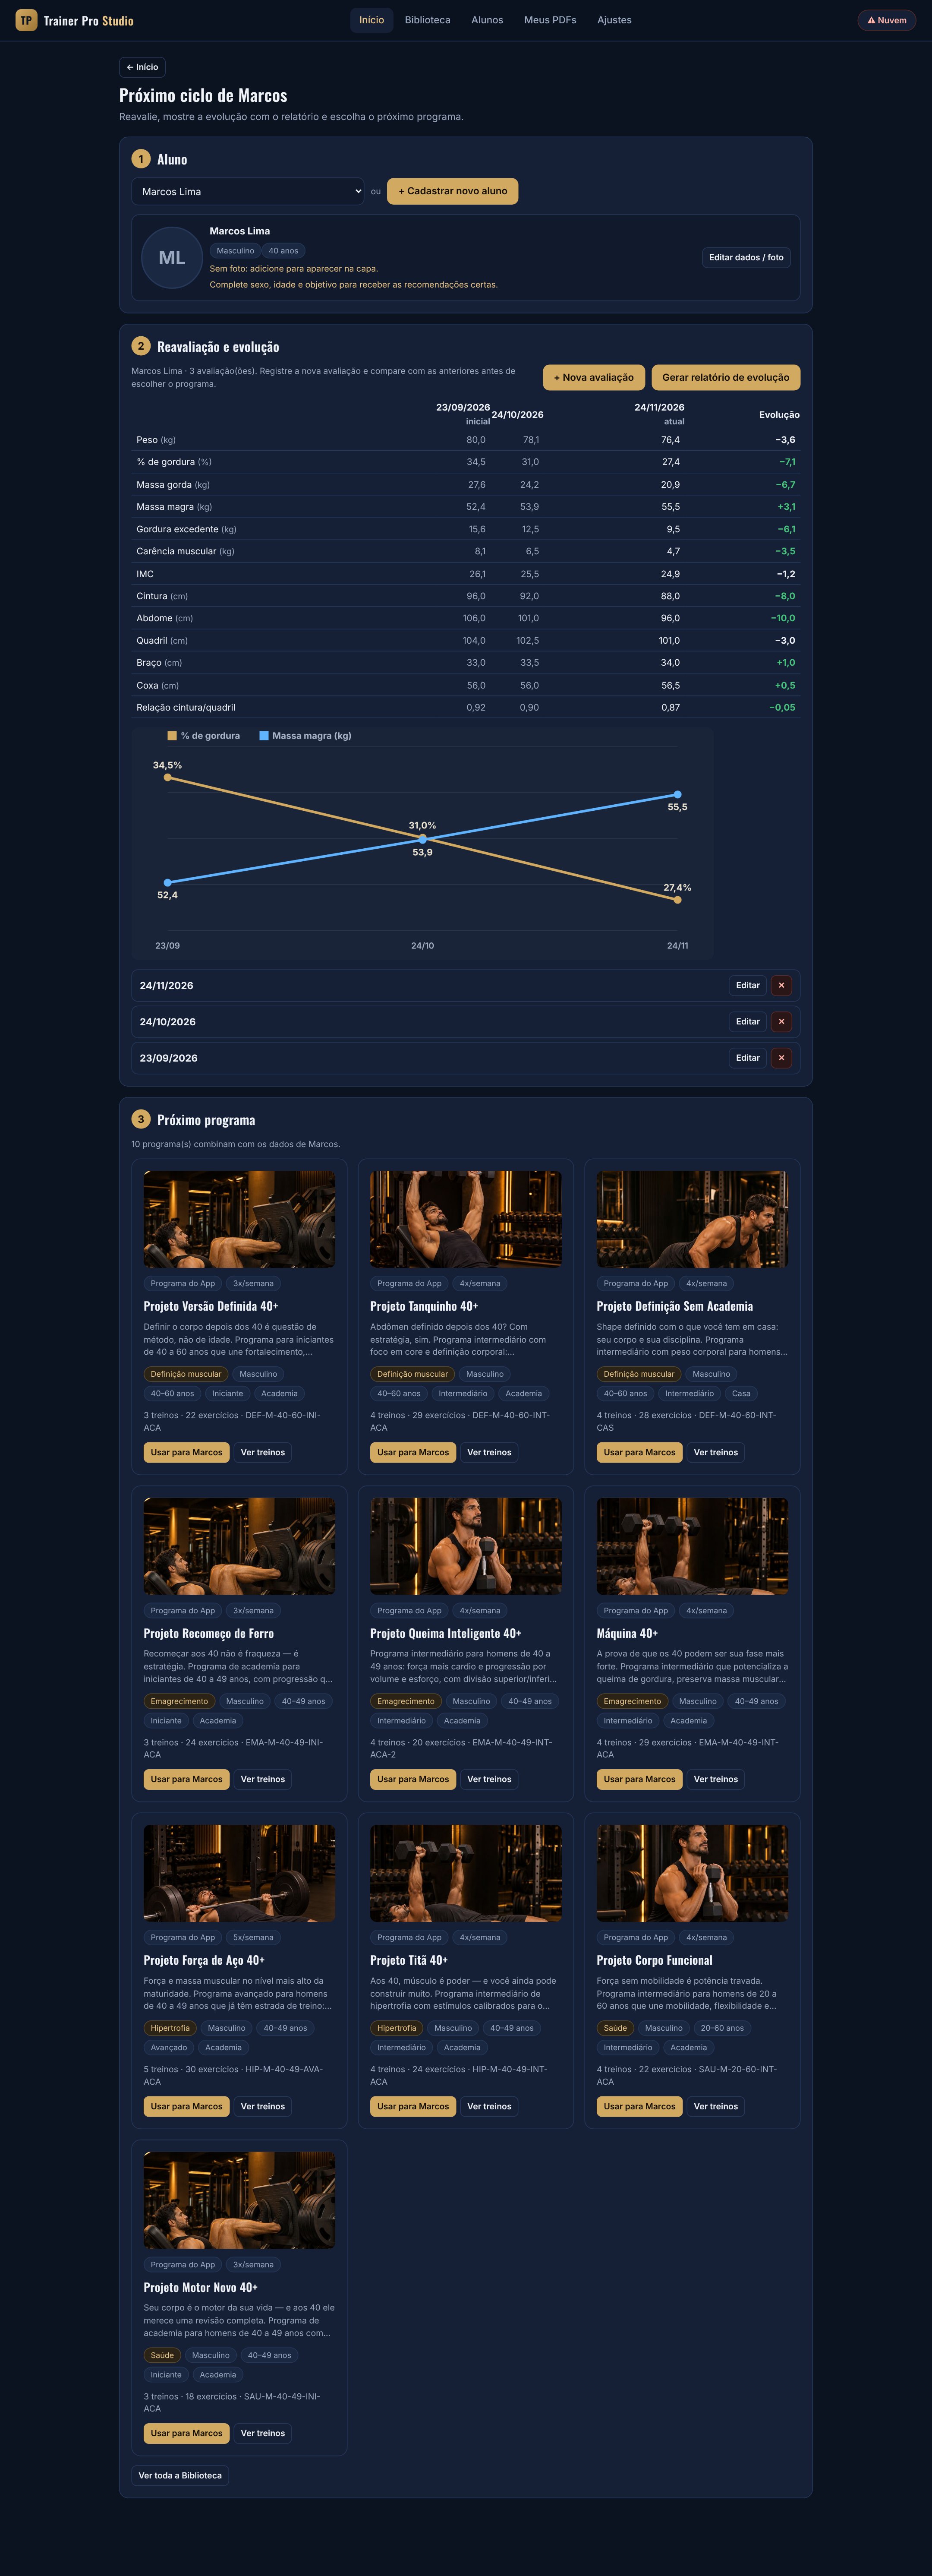 TP Trainer Pro Studio Início Biblioteca Alunos Meus PDFs Ajustes ⚠ Nuvem
← Início
Próximo ciclo de Marcos
Reavalie, mostre a evolução com o relatório e escolha o próximo programa.
1 Aluno
Marcos Lima ou + Cadastrar novo aluno
ML
Marcos Lima
Masculino 40 anos
Sem foto: adicione para aparecer na capa.
Complete sexo, idade e objetivo para receber as recomendações certas.
Editar dados / foto
2 Reavaliação e evolução
Marcos Lima · 3 avaliação(ões). Registre a nova avaliação e compare com as anteriores antes de
escolher o programa.
+ Nova avaliação Gerar relatório de evolução
23/09/2026 24/10/2026 24/11/2026 Evolução
inicial atual
Peso (kg) 80,0 78,1 76,4 −3,6
% de gordura (%) 34,5 31,0 27,4 −7,1
Massa gorda (kg) 27,6 24,2 20,9 −6,7
Massa magra (kg) 52,4 53,9 55,5 +3,1
Gordura excedente (kg) 15,6 12,5 9,5 −6,1
Carência muscular (kg) 8,1 6,5 4,7 −3,5
IMC 26,1 25,5 24,9 −1,2
Cintura (cm) 96,0 92,0 88,0 −8,0
Abdome (cm) 106,0 101,0 96,0 −10,0
Quadril (cm) 104,0 102,5 101,0 −3,0
Braço (cm) 33,0 33,5 34,0 +1,0
Coxa (cm) 56,0 56,0 56,5 +0,5
Relação cintura/quadril 0,92 0,90 0,87 −0,05
% de gordura Massa magra (kg)
34,5%
55,5
31,0%
53,9
27,4%
52,4
23/09 24/10 24/11
24/11/2026 Editar ✕
24/10/2026 Editar ✕
23/09/2026 Editar ✕
3 Próximo programa
10 programa(s) combinam com os dados de Marcos.
Programa do App 3x/semana
Projeto Versão Definida 40+
Definir o corpo depois dos 40 é questão de
método, não de idade. Programa para iniciantes
de 40 a 60 anos que une fortalecimento,...
Definição muscular Masculino
40–60 anos Iniciante Academia
3 treinos · 22 exercícios · DEF-M-40-60-INI-
ACA
Usar para Marcos Ver treinos
Programa do App 4x/semana
Projeto Tanquinho 40+
Abdômen definido depois dos 40? Com
estratégia, sim. Programa intermediário com
foco em core e definição corporal:...
Definição muscular Masculino
40–60 anos Intermediário Academia
4 treinos · 29 exercícios · DEF-M-40-60-INT-
ACA
Usar para Marcos Ver treinos
Programa do App 4x/semana
Projeto Definição Sem Academia
Shape definido com o que você tem em casa:
seu corpo e sua disciplina. Programa
intermediário com peso corporal para homens...
Definição muscular Masculino
40–60 anos Intermediário Casa
4 treinos · 28 exercícios · DEF-M-40-60-INT-
CAS
Usar para Marcos Ver treinos
Programa do App 3x/semana
Projeto Recomeço de Ferro
Recomeçar aos 40 não é fraqueza — é
estratégia. Programa de academia para
iniciantes de 40 a 49 anos, com progressão q...
Emagrecimento Masculino 40–49 anos
Iniciante Academia
3 treinos · 24 exercícios · EMA-M-40-49-INI-
ACA
Usar para Marcos Ver treinos
Programa do App 4x/semana
Projeto Queima Inteligente 40+
Programa intermediário para homens de 40 a
49 anos: força mais cardio e progressão por
volume e esforço, com divisão superior/inferi...
Emagrecimento Masculino 40–49 anos
Intermediário Academia
4 treinos · 20 exercícios · EMA-M-40-49-INT-
ACA-2
Usar para Marcos Ver treinos
Programa do App 4x/semana
Máquina 40+
A prova de que os 40 podem ser sua fase mais
forte. Programa intermediário que potencializa a
queima de gordura, preserva massa muscular...
Emagrecimento Masculino 40–49 anos
Intermediário Academia
4 treinos · 29 exercícios · EMA-M-40-49-INT-
ACA
Usar para Marcos Ver treinos
Programa do App 5x/semana
Projeto Força de Aço 40+
Força e massa muscular no nível mais alto da
maturidade. Programa avançado para homens
de 40 a 49 anos que já têm estrada de treino:...
Hipertrofia Masculino 40–49 anos
Avançado Academia
5 treinos · 30 exercícios · HIP-M-40-49-AVA-
ACA
Usar para Marcos Ver treinos
Programa do App 4x/semana
Projeto Titã 40+
Aos 40, músculo é poder — e você ainda pode
construir muito. Programa intermediário de
hipertrofia com estímulos calibrados para o...
Hipertrofia Masculino 40–49 anos
Intermediário Academia
4 treinos · 24 exercícios · HIP-M-40-49-INT-
ACA
Usar para Marcos Ver treinos
Programa do App 4x/semana
Projeto Corpo Funcional
Força sem mobilidade é potência travada.
Programa intermediário para homens de 20 a
60 anos que une mobilidade, flexibilidade e...
Saúde Masculino 20–60 anos
Intermediário Academia
4 treinos · 22 exercícios · SAU-M-20-60-INT-
ACA
Usar para Marcos Ver treinos
Programa do App 3x/semana
Projeto Motor Novo 40+
Seu corpo é o motor da sua vida — e aos 40 ele
merece uma revisão completa. Programa de
academia para homens de 40 a 49 anos com...
Saúde Masculino 40–49 anos
Iniciante Academia
3 treinos · 18 exercícios · SAU-M-40-49-INI-
ACA
Usar para Marcos Ver treinos
Ver toda a Biblioteca